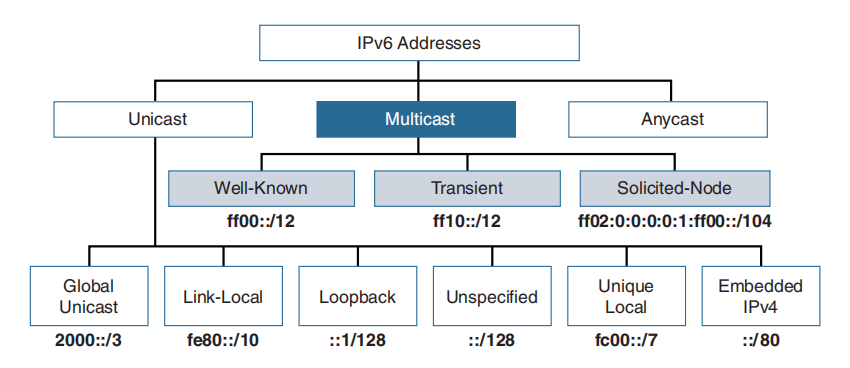 IPv6 Addresses
Unicast
Multicast
Anycast
Well-Known
Transient
Solicited-Node
ff00::/12
ff10::/12
ff02:0:0:0:0:1:ff00::/104
Global
Unicast
Link-Local
Loopback
Unspecified
Unique
Local
Embedded
IPv4
2000::/3
fe80::/10
::1/128
::/128
fc00::/7
::/80